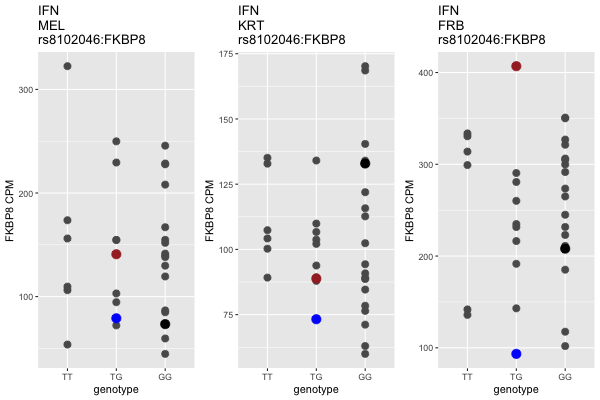 IFN
MEL
rs8102046:FKBP8
300
200
100
FKBP8 CPM
TT
TG
GG
genotype
IFN
KRT
rs8102046:FKBP8
175
150
125
100
75
FKBP8 CPM
TT
TG
GG
genotype
IFN
FRB
rs8102046:FKBP8
400
300
200
100
FKBP8 CPM
TT
TG
GG
genotype